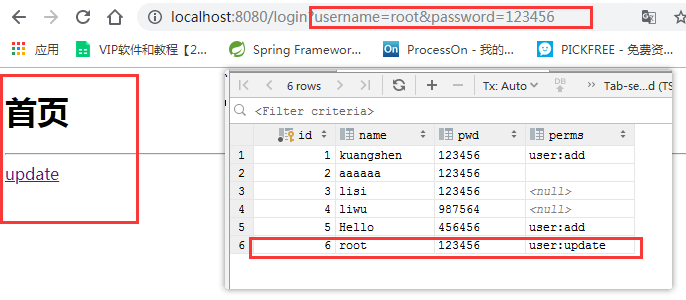 localhost:8080/login?username=root&password=123456
应用
VIP软件和教程【2...
Spring Framewor...
ProcessOn - 我的...
PICKFREE - 免费资...
首页
update
6 rows
Tx: Auto
DB
Tab-se...d (TS
<Filter criteria>
id name pwd perms
1 1 kuangshen 123456 user:add
2 2 aaaaaa 123456
3 3 lisi 123456 <null>
4 4 liwu 987564 <null>
5 5 Hello 456456 user:add
6 6 root 123456 user:update